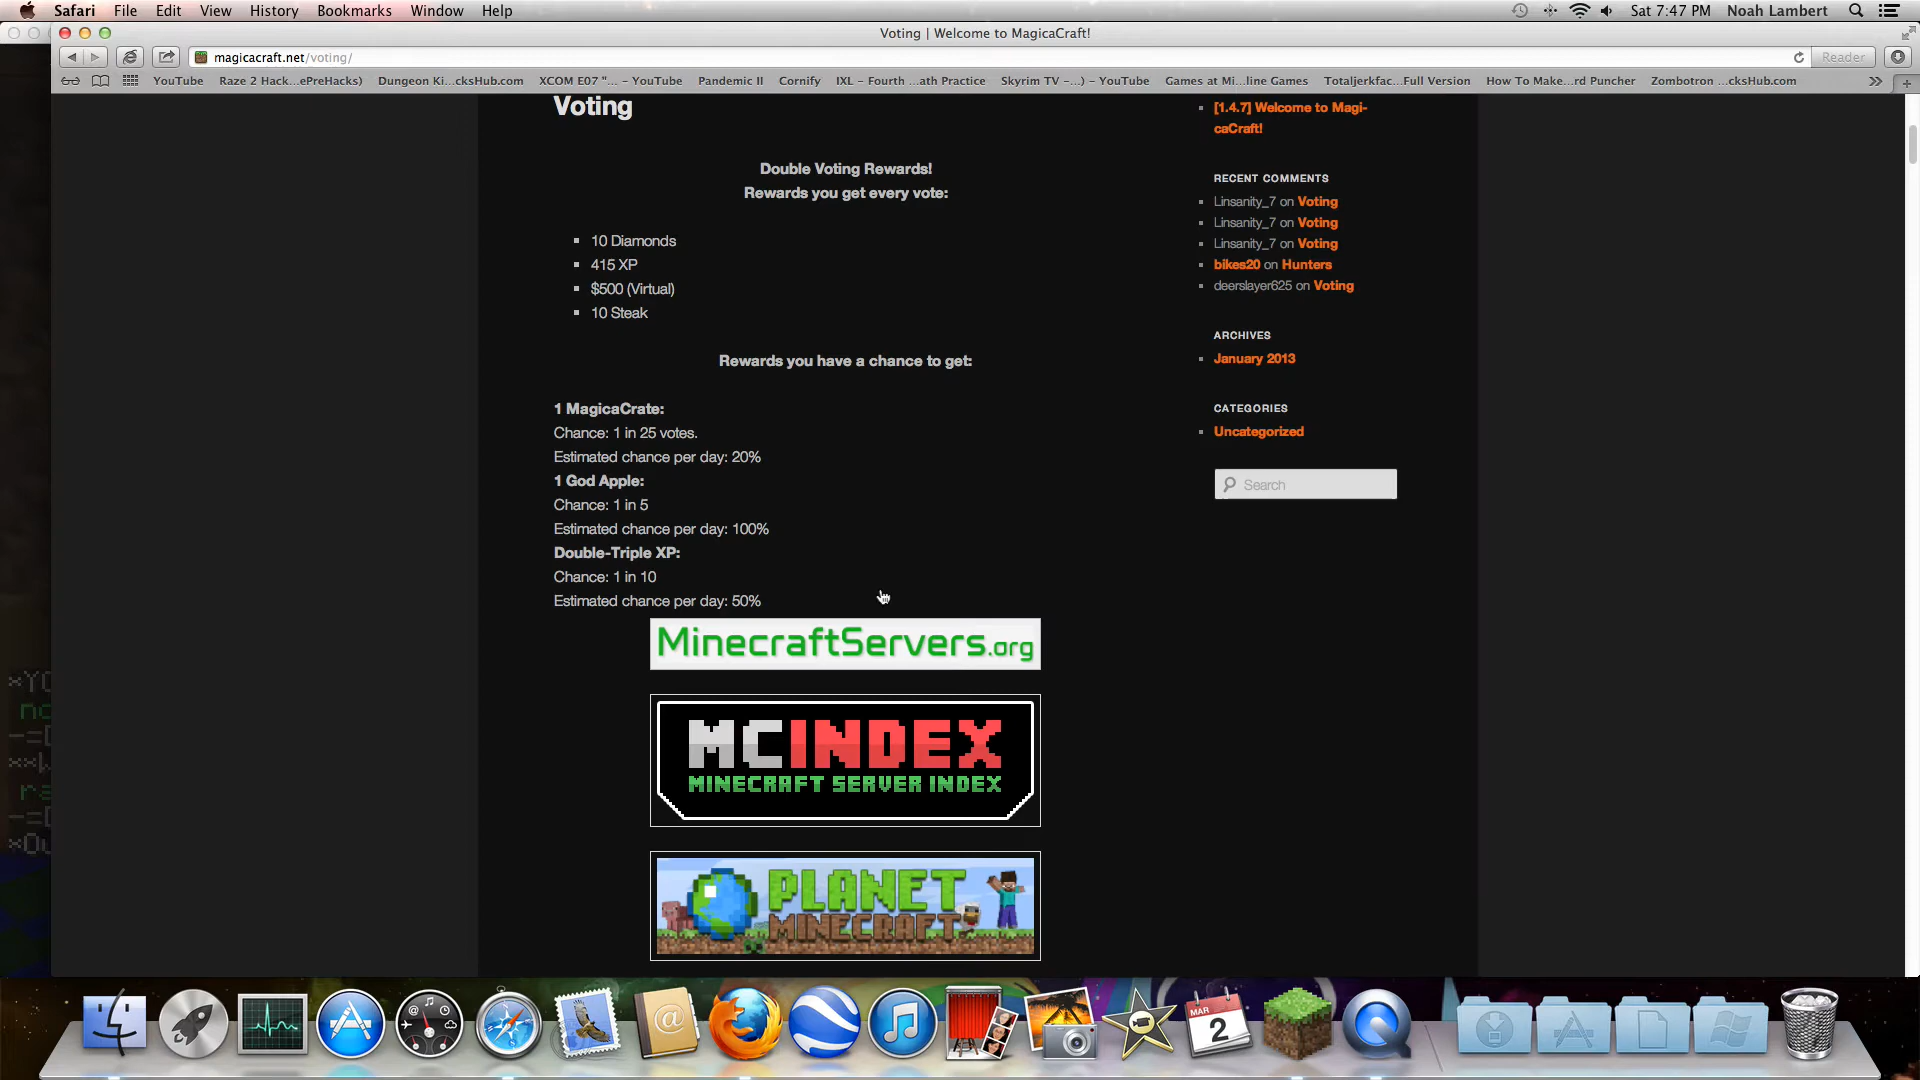 Safari File Edit View History Bookmarks Window Help Sat 7:47 PM Noah Lambert
Voting | Welcome to MagicaCraft!
magicacraft.net/voting/ Reader
YouTube Raze 2 Hack...ePreHacks) Dungeon Ki...cksHub.com XCOM E07 "... – YouTube Pandemic II Cornify IXL – Fourth ...ath Practice Skyrim TV –...) – YouTube Games at Mi...line Games Totaljerkfac...Full Version How To Make...rd Puncher Zombotron ...cksHub.com
Voting
Double Voting Rewards!
Rewards you get every vote:
10 Diamonds
415 XP
$500 (Virtual)
10 Steak
Rewards you have a chance to get:
1 MagicaCrate:
Chance: 1 in 25 votes.
Estimated chance per day: 20%
1 God Apple:
Chance: 1 in 5
Estimated chance per day: 100%
Double-Triple XP:
Chance: 1 in 10
Estimated chance per day: 50%
MinecraftServers.org
MCINDEX
MINECRAFT SERVER INDEX
PLANET
MINECRAFT
[1.4.7] Welcome to Magi-
caCraft!
RECENT COMMENTS
Linsanity_7 on Voting
Linsanity_7 on Voting
Linsanity_7 on Voting
bikes20 on Hunters
deerslayer625 on Voting
ARCHIVES
January 2013
CATEGORIES
Uncategorized
Search
MAR
2